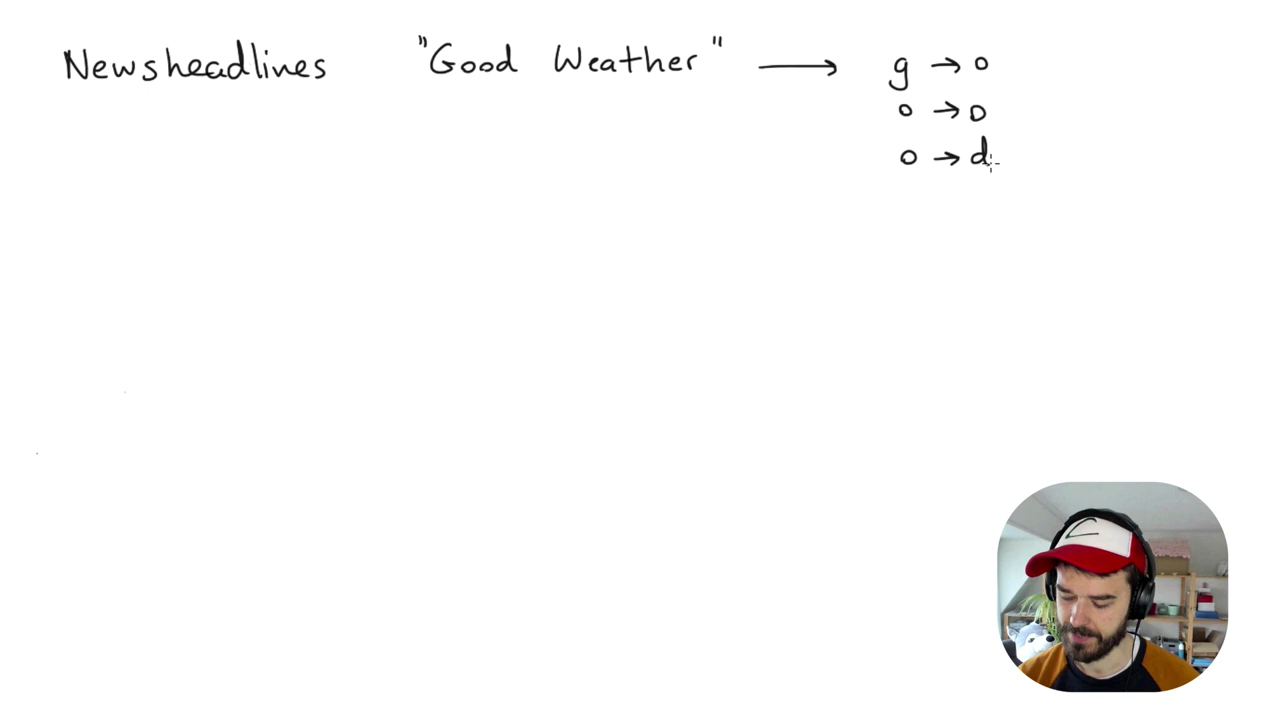 Newsheadlines "Good Weather" → g → o
o → o
o → d
C